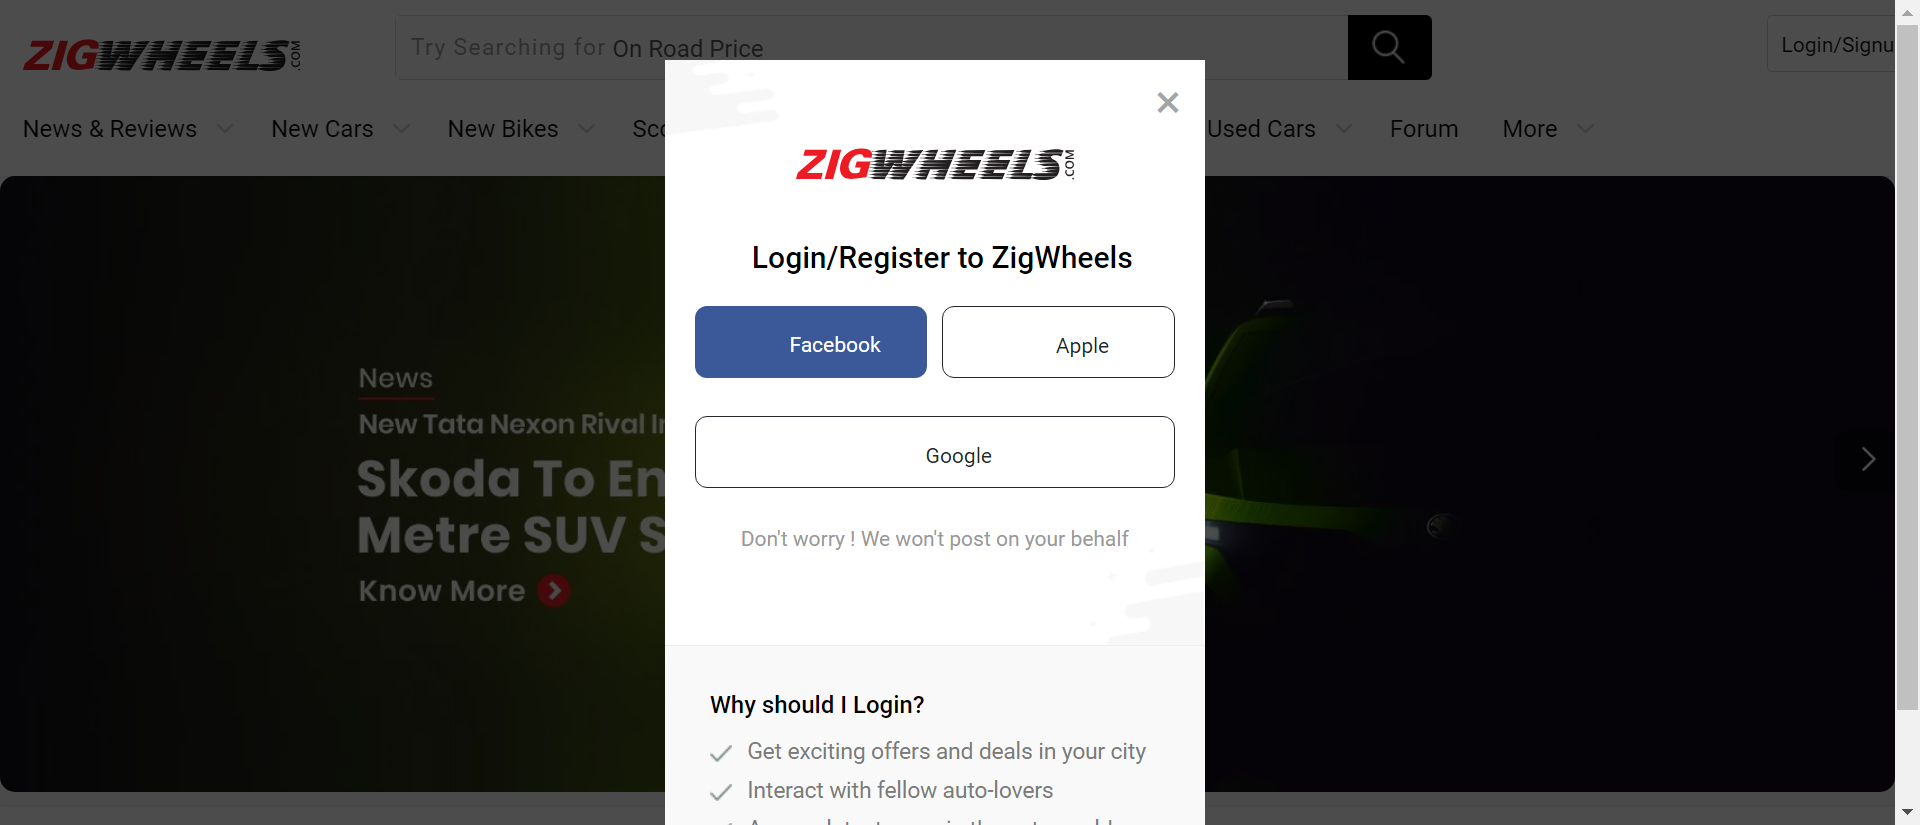 ZIGWHEELS.COM
Try Searching for On Road Price
Login/Signu
News & Reviews
New Cars
New Bikes
Used Cars
Forum
More
ZIGWHEELS.COM
Login/Register to ZigWheels
Facebook
Apple
Google
Don't worry ! We won't post on your behalf
News
New Tata Nexon Rival
Skoda To
Metre SUV
Know More
Why should I Login?
Get exciting offers and deals in your city
Interact with fellow auto-lovers